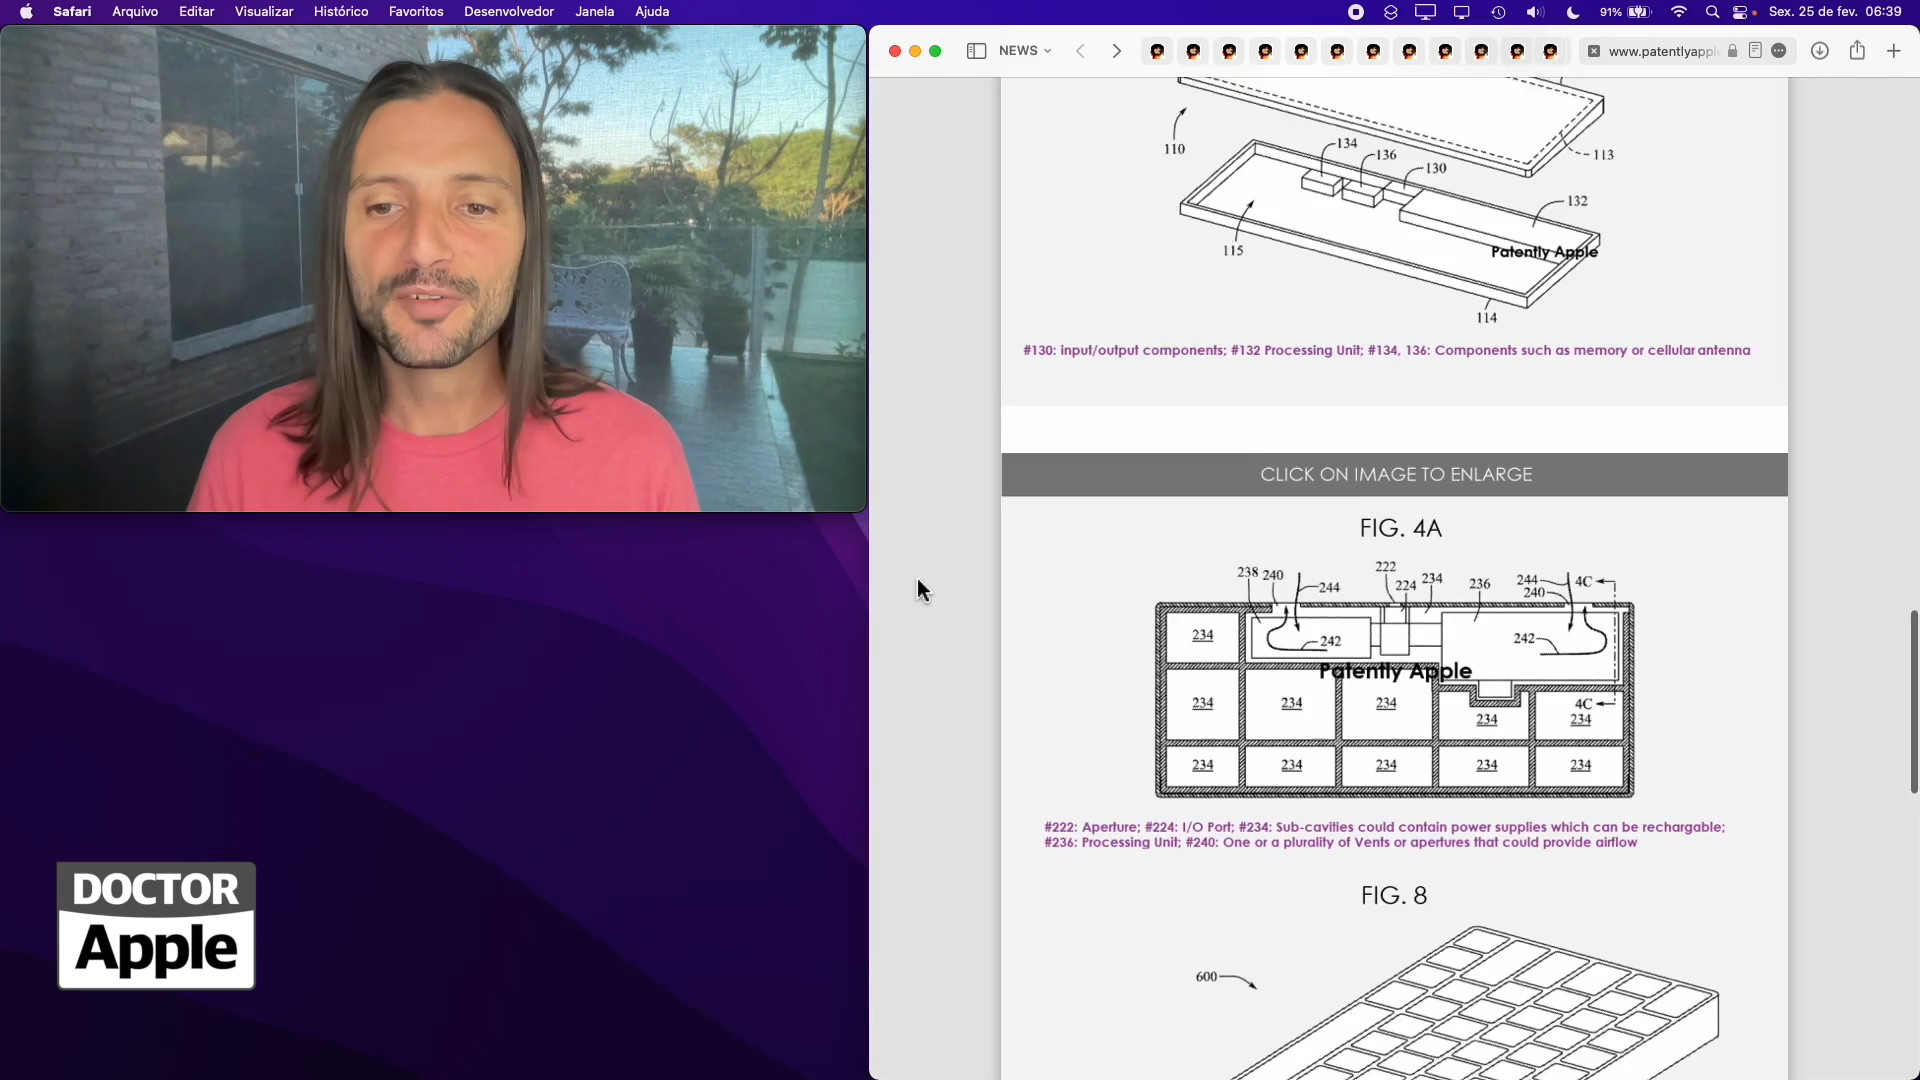 Safari Arquivo Editar Visualizar Histórico Favoritos Desenvolvedor Janela Ajuda 91% Sex. 25 de fev. 06:39
NEWS www.patentlyappl
110
113
134
136
130
132
115
Patently Apple
114
#130: input/output components; #132 Processing Unit; #134, 136: Components such as memory or cellular antenna
CLICK ON IMAGE TO ENLARGE
FIG. 4A
238 240 244 222 224 234 236 244 240 4C
234 242 242
Patently Apple
234 234 234 234 4C 234
234 234 234 234 234
#222: Aperture; #224: I/O Port; #234: Sub-cavities could contain power supplies which can be rechargable;
#236: Processing Unit; #240: One or a plurality of Vents or apertures that could provide airflow
FIG. 8
600
DOCTOR
Apple